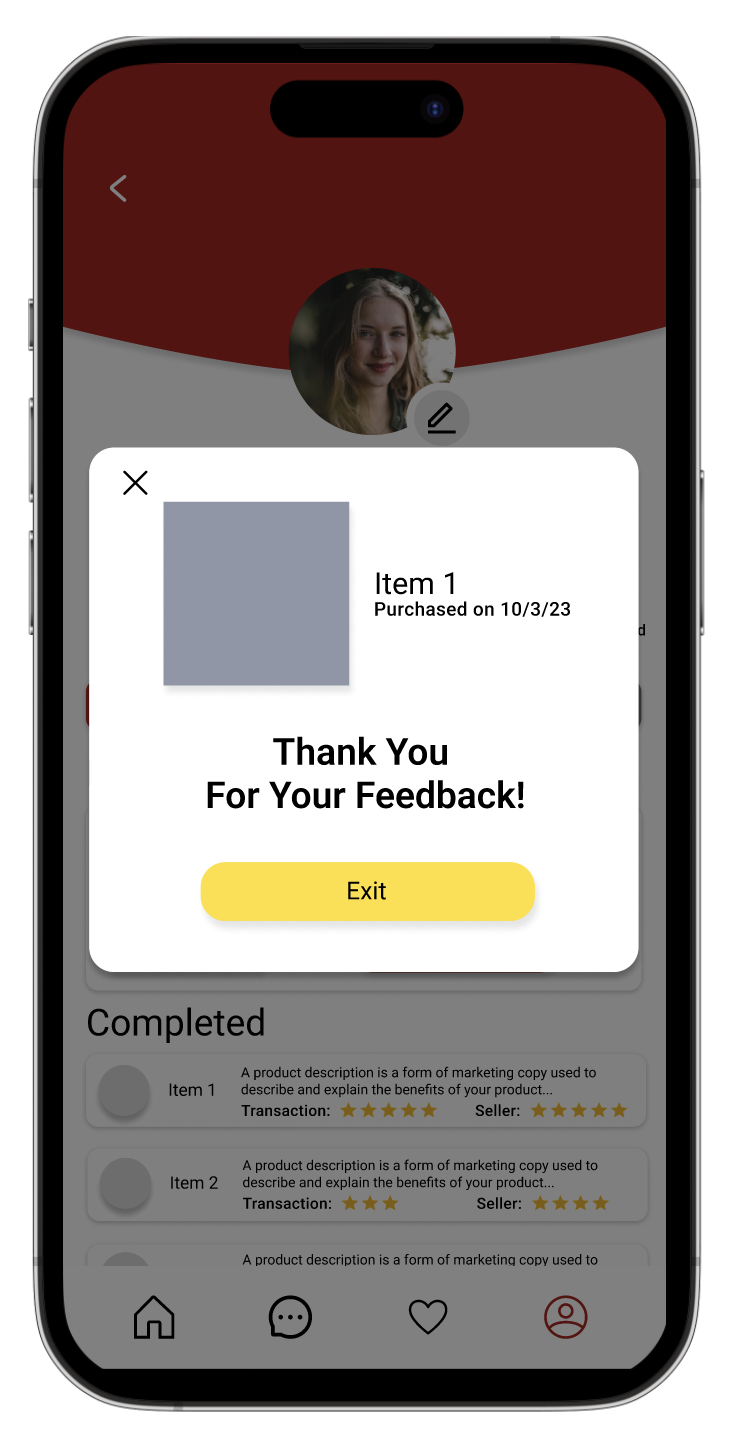 Item 1
Purchased on 10/3/23
Thank You
For Your Feedback!
Exit
Completed
Item 1
A product description is a form of marketing copy used to
describe and explain the benefits of your product...
Transaction:
Seller:
Item 2
A product description is a form of marketing copy used to
describe and explain the benefits of your product...
Transaction:
Seller:
A product description is a form of marketing copy used to